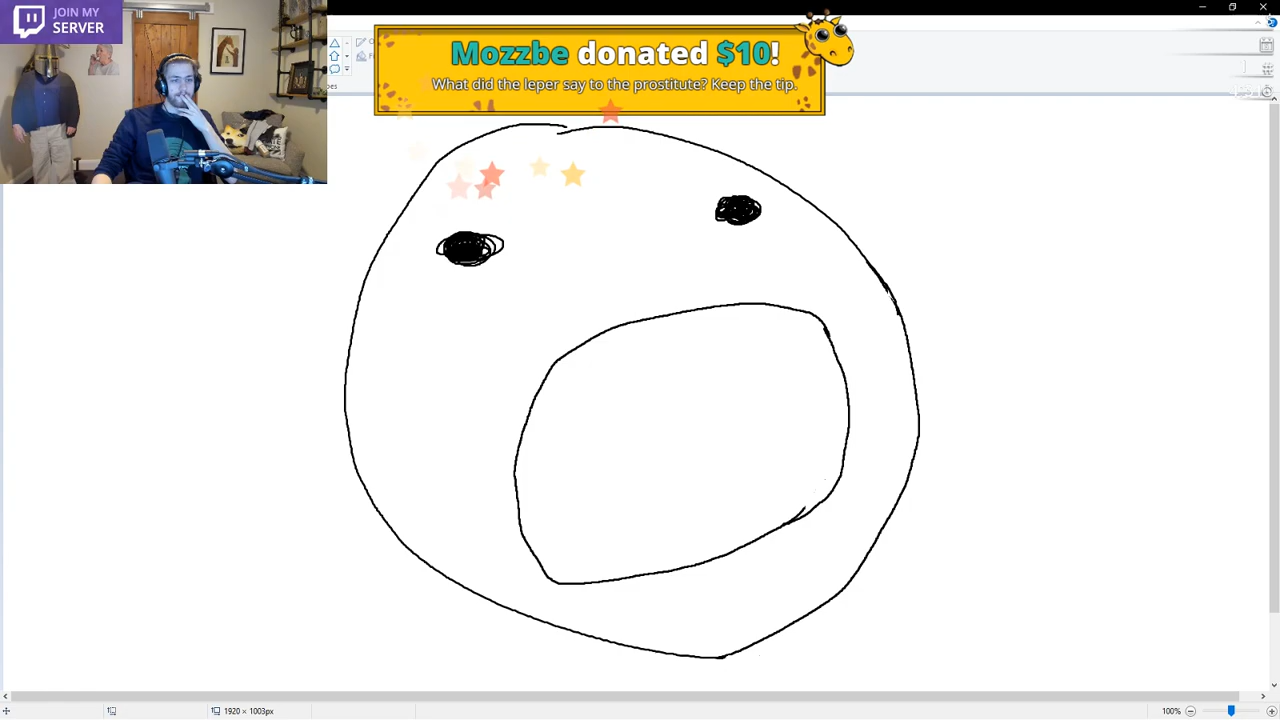 JOIN MY
SERVER
Mozzbe donated $10!
What did the leper say to the prostitute? Keep the tip.
1920 × 1003px
100%